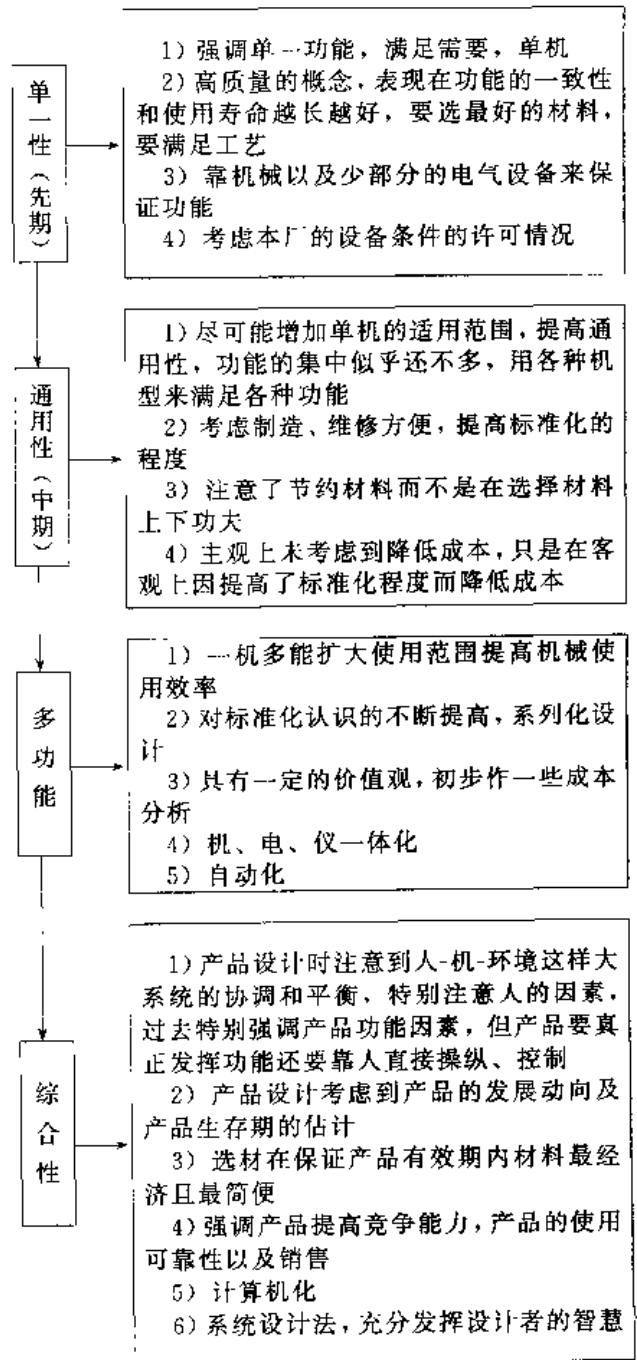 单一性（先期）
1）强调单一功能，满足需要，单机
2）高质量的概念，表现在功能的一致性
和使用寿命越长越好，要选最好的材料，
要满足工艺
3）靠机械以及少部分的电气设备来保
证功能
4）考虑本厂的设备条件的许可情况
通用性（中期）
1）尽可能增加单机的适用范围，提高通
用性，功能的集中似乎还不多，用各种机
型来满足各种功能
2）考虑制造、维修方便，提高标准化的
程度
3）注意了节约材料而不是在选择材料
上下功夫
4）主观上未考虑到降低成本，只是在客
观上因提高了标准化程度而降低成本
多功能
1）一机多能扩大使用范围提高机械使
用效率
2）对标准化认识的不断提高，系列化设
计
3）具有一定的价值观，初步作一些成本
分析
4）机、电、仪一体化
5）自动化
综合性
1）产品设计时注意到人-机-环境这样大
系统的协调和平衡，特别注意人的因素，
过去特别强调产品功能因素，但产品要真
正发挥功能还要靠人直接操纵、控制
2）产品设计考虑到产品的发展动向及
产品生存期的估计
3）选材在保证产品有效期内材料最经
济且最简便
4）强调产品提高竞争能力，产品的使用
可靠性以及销售
5）计算机化
6）系统设计法，充分发挥设计者的智慧